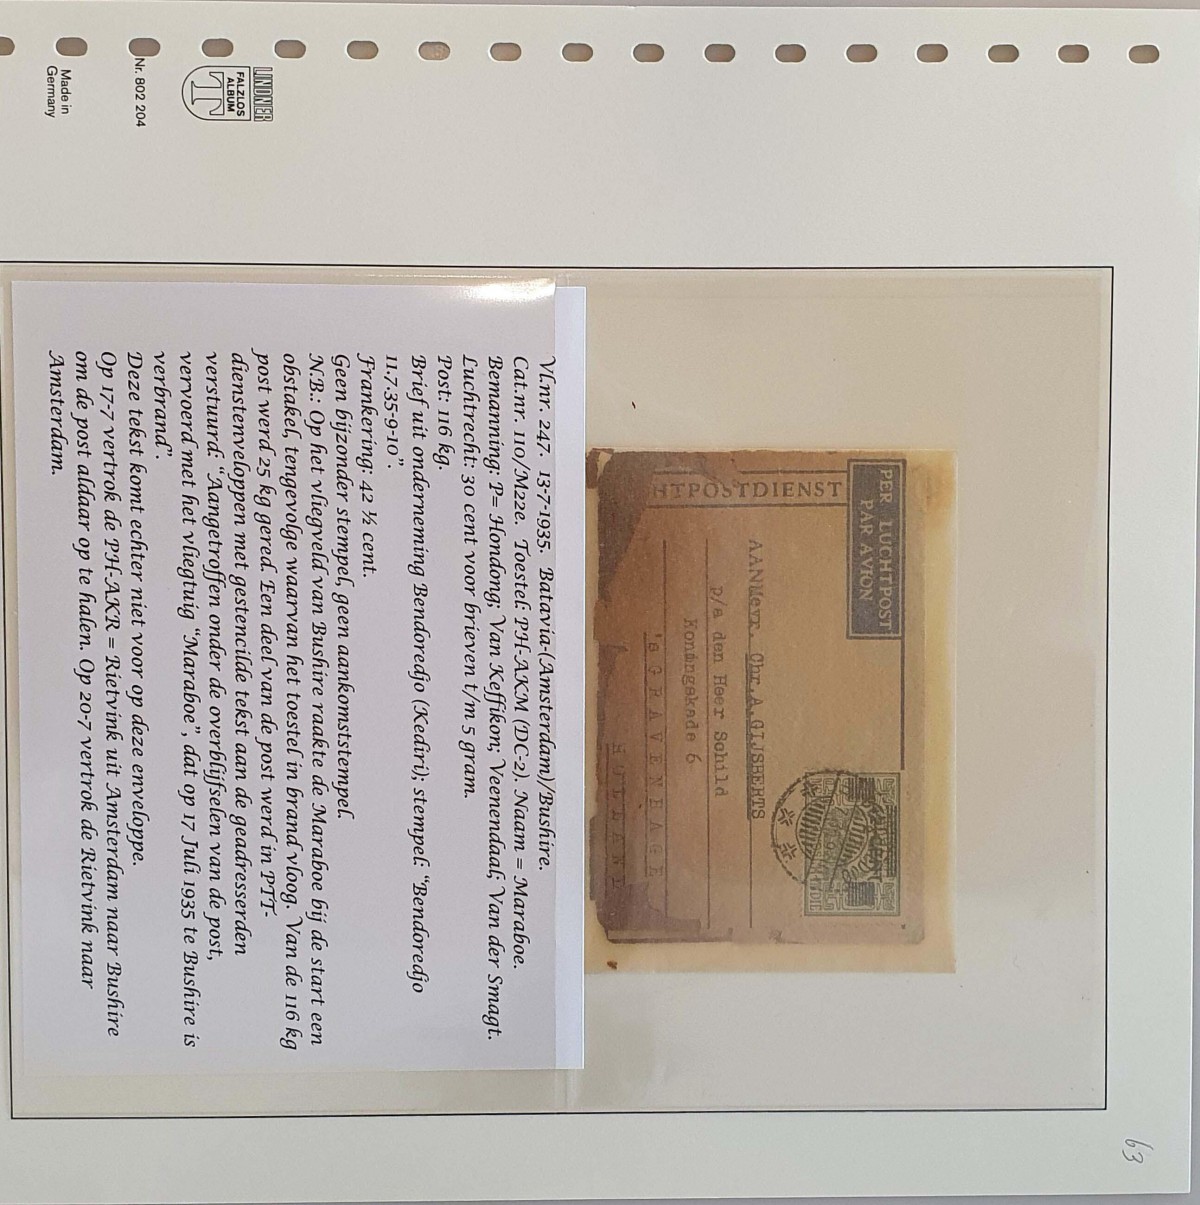 PER LUCHTPOST
PAR AVION
HTPOSTDIENST
AANMevr. Chr.A.GIJSBERTS
p/a den Heer Schild
Koningskade 6
's G R A V E N H A G E
H O L L A N D
Vl.nr. 247. 13-7-1935. Batavia-(Amsterdam)/Bushire.
Cat.nr. 110/M22e. Toestel: PH-AKM (DC-2). Naam = Maraboe.
Bemanning: P= Hondong; Van Keffikon; Veenendaal; Van der Smagt.
Luchtrecht: 30 cent voor brieven t/m 5 gram.
Post: 116 kg.
Brief uit onderneming Bendoredjo (Kediri); stempel: "Bendoredjo
11.7.35-9-10".
Frankering: 42 ½ cent.
Geen bijzonder stempel, geen aankomststempel.
N.B.: Op het vliegveld van Bushire raakte de Maraboe bij de start een
obstakel, tengevolge waarvan het toestel in brand vloog. Van de 116 kg
post werd 25 kg gered. Een deel van de post werd in PTT-
dienstenveloppen met gestencilde tekst aan de geadresserden
verstuurd: "Aangetroffen onder de overblijfselen van de post,
vervoerd met het vliegtuig "Maraboe", dat op 17 Juli 1935 te Bushire is
verbrand".
Deze tekst komt echter niet voor op deze enveloppe.
Op 17-7 vertrok de PH-AKR = Rietvink uit Amsterdam naar Bushire
om de post aldaar op te halen. Op 20-7 vertrok de Rietvink naar
Amsterdam.
LINDNER
FALZLOS
ALBUM
T
Nr. 802 204
Made in
Germany
63